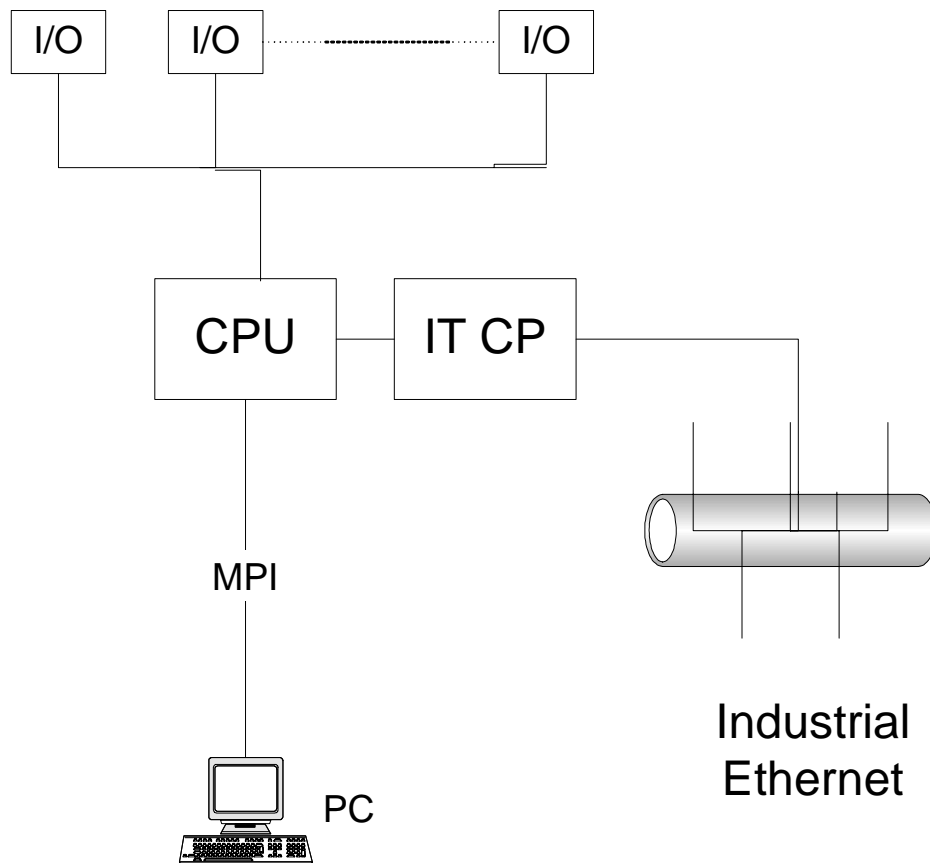 I/O
I/O
I/O
CPU
IT CP
MPI
PC
Industrial
Ethernet